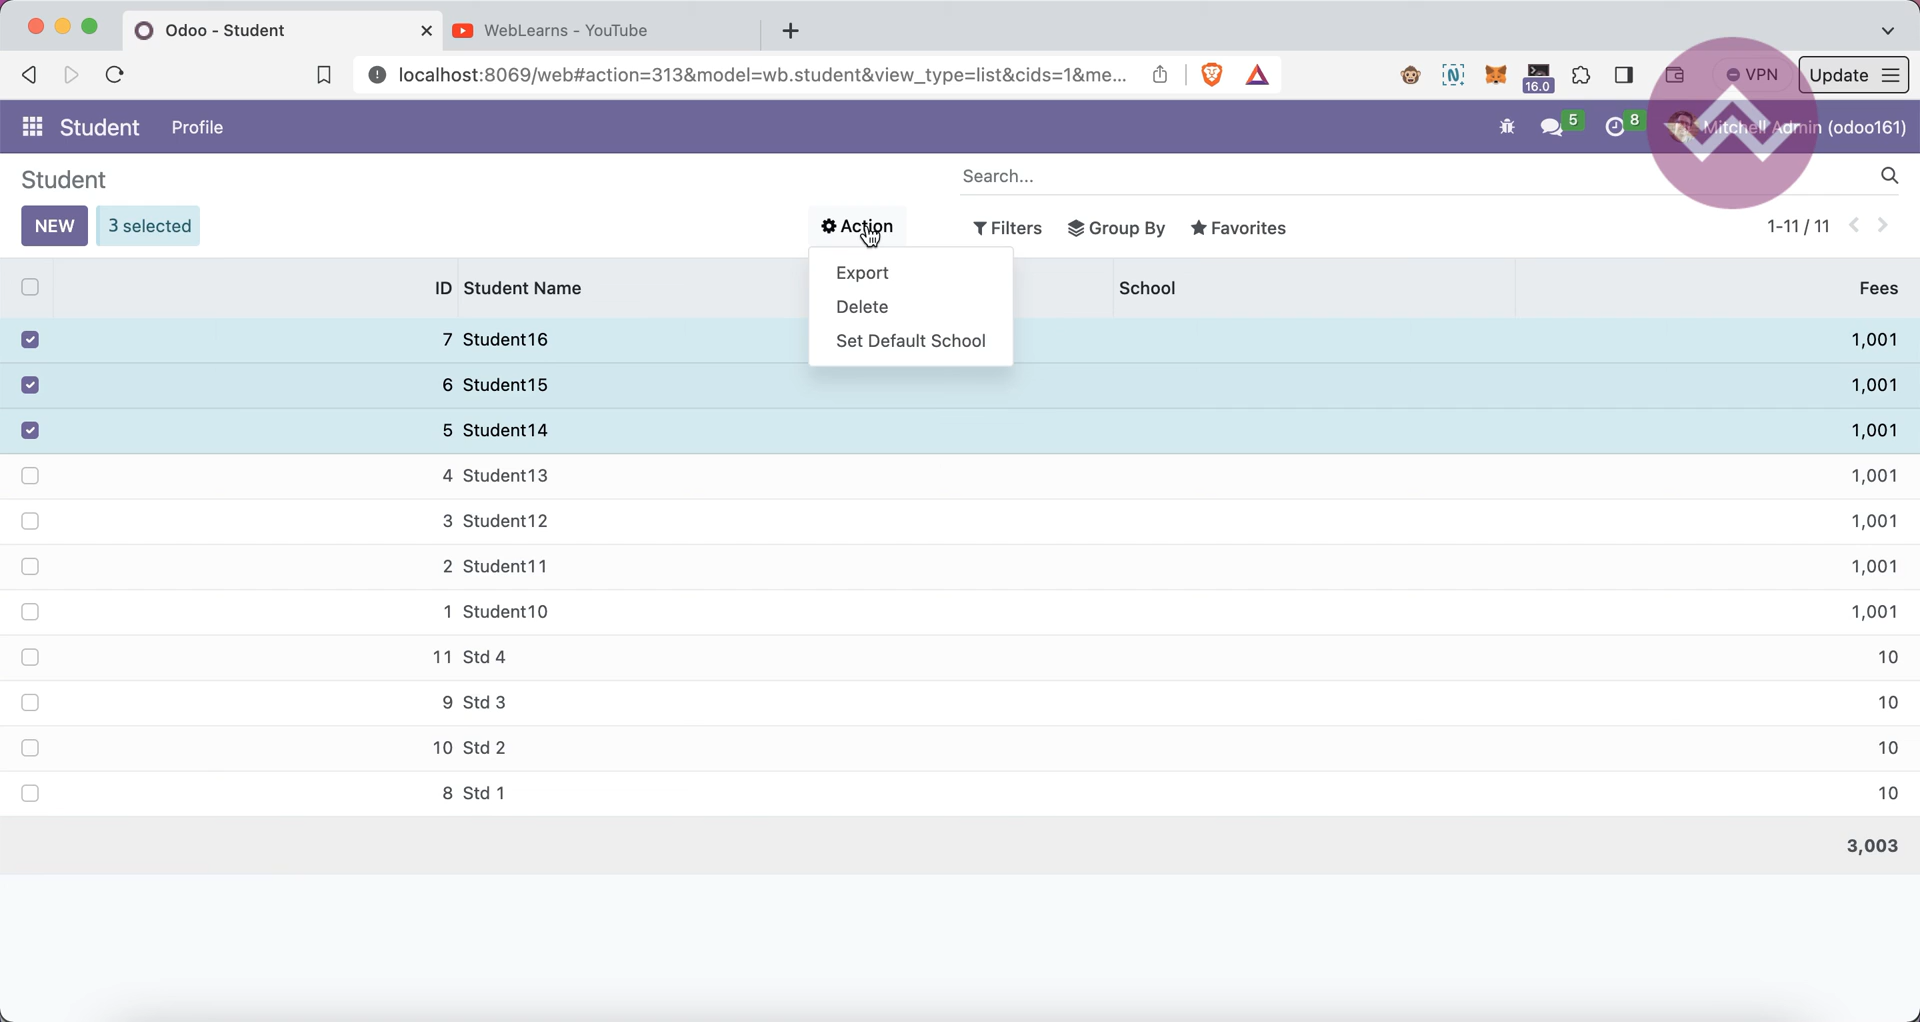 Odoo - Student
WebLearns - YouTube
localhost:8069/web#action=313&model=wb.student&view_type=list&cids=1&me...
16.0
VPN
Update
Student
Profile
5
8
Mitchell Admin (odoo161)
Student
Search...
NEW
3 selected
Action
Filters
Group By
Favorites
1-11 / 11
Export
Delete
Set Default School
ID
Student Name
School
Fees
7 Student16 1,001
6 Student15 1,001
5 Student14 1,001
4 Student13 1,001
3 Student12 1,001
2 Student11 1,001
1 Student10 1,001
11 Std 4 10
9 Std 3 10
10 Std 2 10
8 Std 1 10
3,003